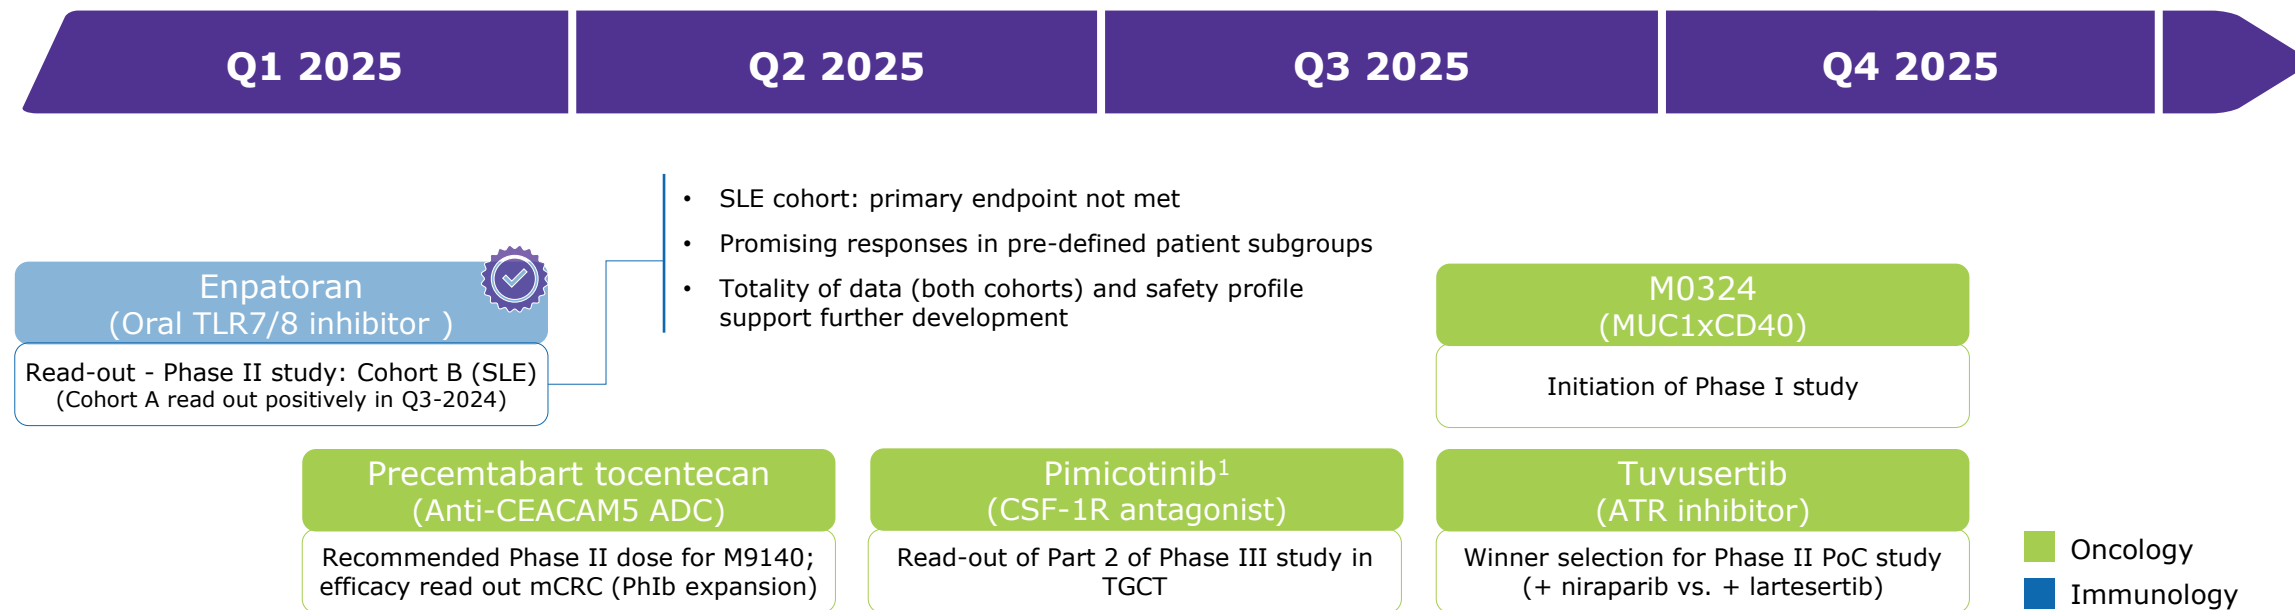 Q1 2025
Q2 2025
Q3 2025
Q4 2025
• SLE cohort: primary endpoint not met
• Promising responses in pre-defined patient subgroups
• Totality of data (both cohorts) and safety profile
support further development
Enpatoran
(Oral TLR7/8 inhibitor )
Read-out - Phase II study: Cohort B (SLE)
(Cohort A read out positively in Q3-2024)
M0324
(MUC1xCD40)
Initiation of Phase I study
Precemtabart tocentecan
(Anti-CEACAM5 ADC)
Recommended Phase II dose for M9140;
efficacy read out mCRC (PhIb expansion)
Pimicotinib¹
(CSF-1R antagonist)
Read-out of Part 2 of Phase III study in
TGCT
Tuvusertib
(ATR inhibitor)
Winner selection for Phase II PoC study
(+ niraparib vs. + lartesertib)
Oncology
Immunology